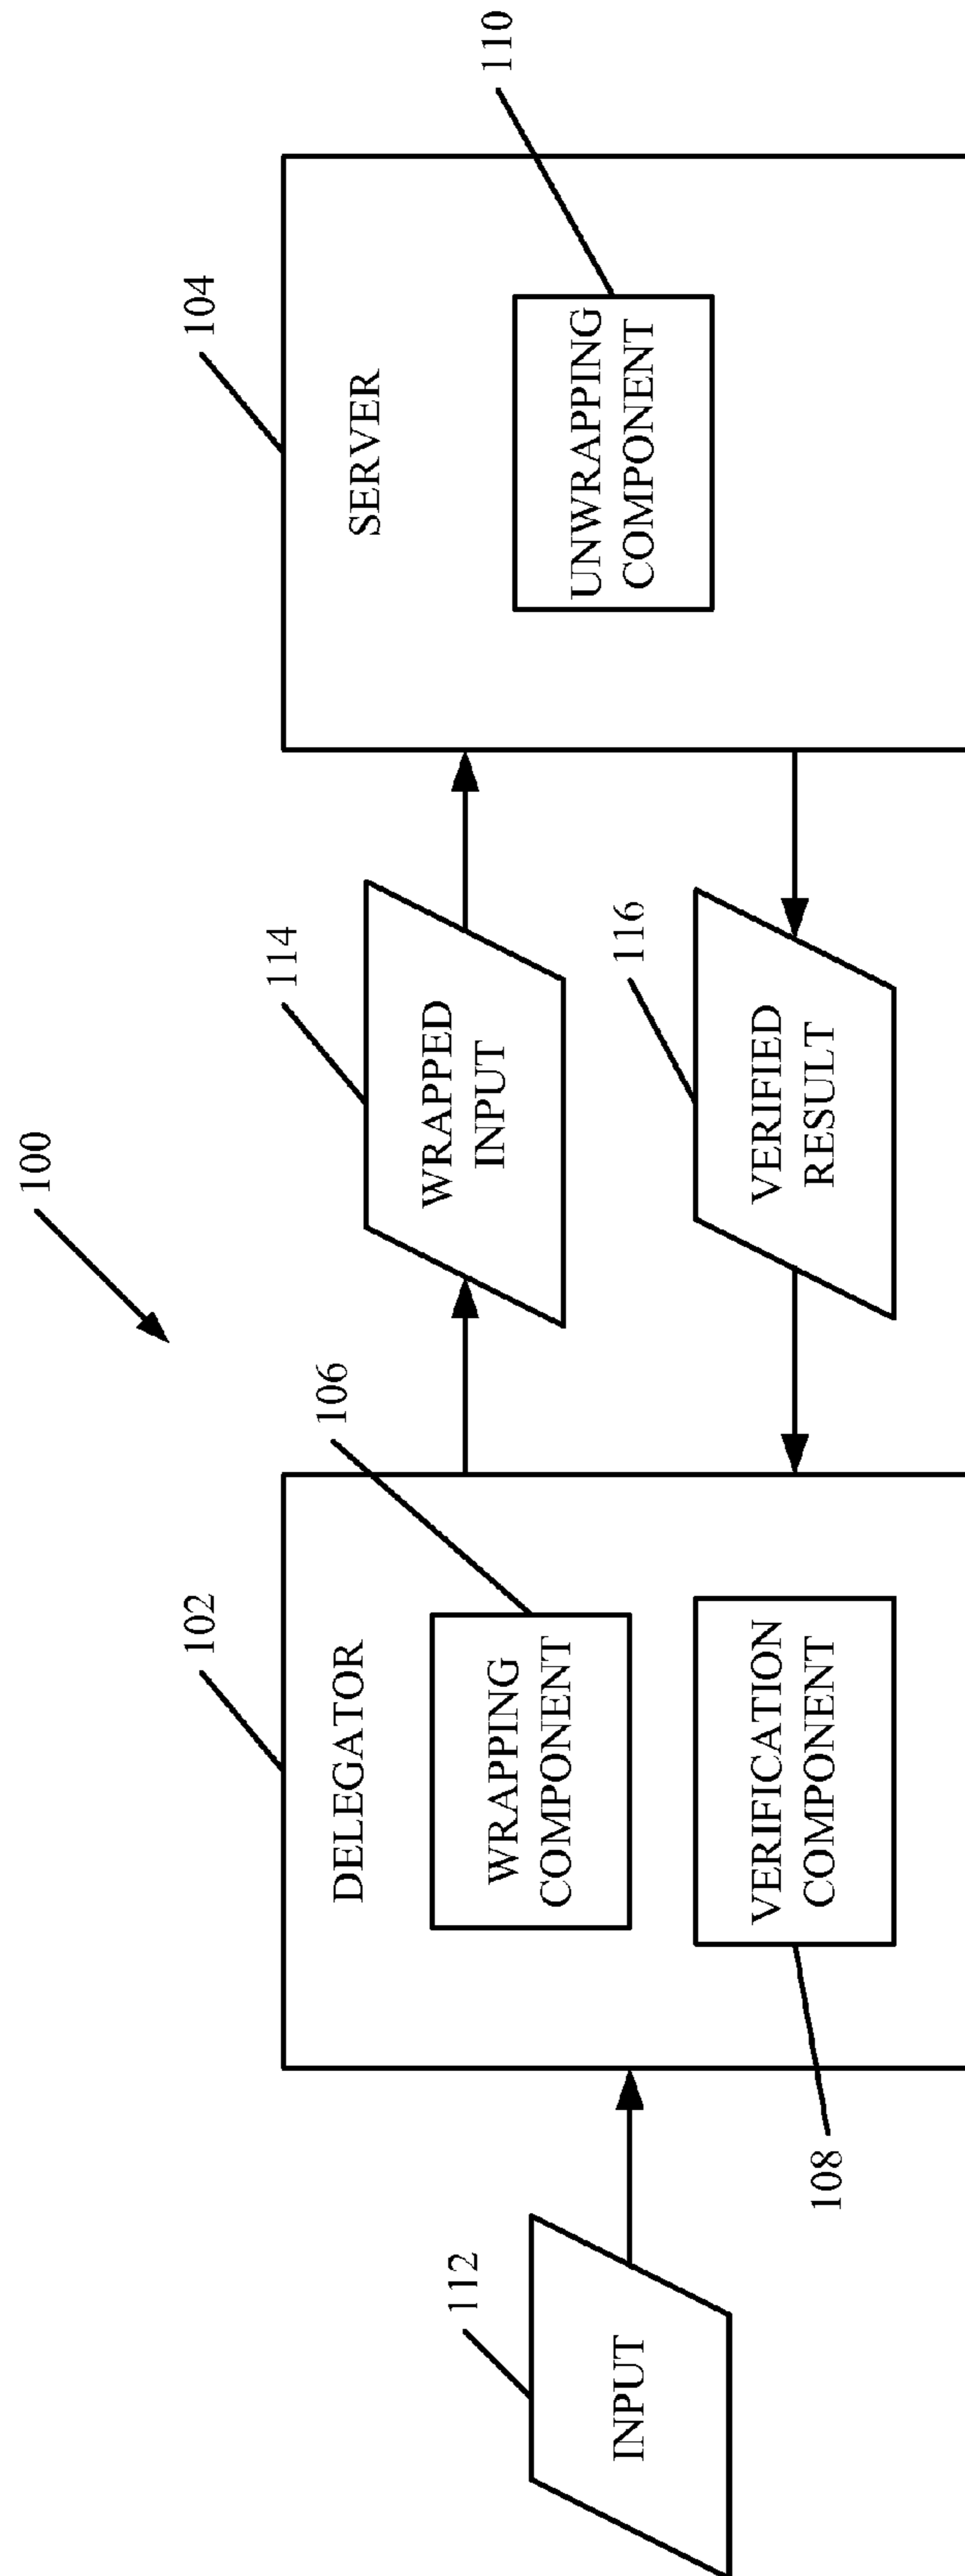 100
102
104
DELEGATOR
SERVER
106
WRAPPING
COMPONENT
114
WRAPPED
INPUT
110
UNWRAPPING
COMPONENT
112
INPUT
108
VERIFICATION
COMPONENT
116
VERIFIED
RESULT